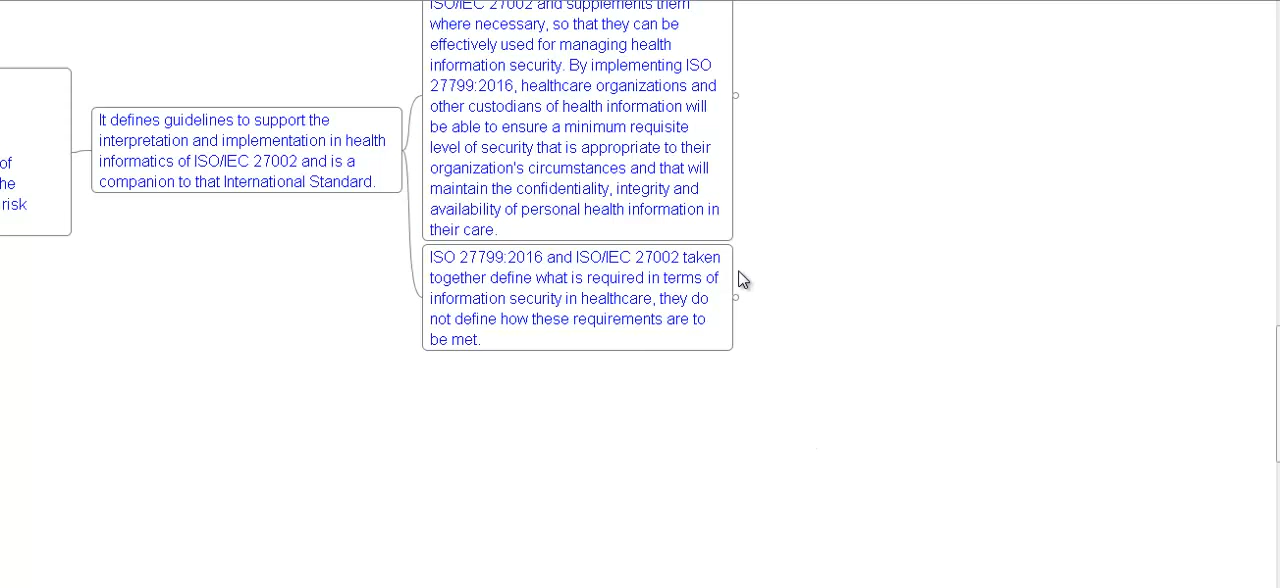 of
he
risk
It defines guidelines to support the
interpretation and implementation in health
informatics of ISO/IEC 27002 and is a
companion to that International Standard.
ISO/IEC 27002 and supplements them
where necessary, so that they can be
effectively used for managing health
information security. By implementing ISO
27799:2016, healthcare organizations and
other custodians of health information will
be able to ensure a minimum requisite
level of security that is appropriate to their
organization's circumstances and that will
maintain the confidentiality, integrity and
availability of personal health information in
their care.
ISO 27799:2016 and ISO/IEC 27002 taken
together define what is required in terms of
information security in healthcare, they do
not define how these requirements are to
be met.